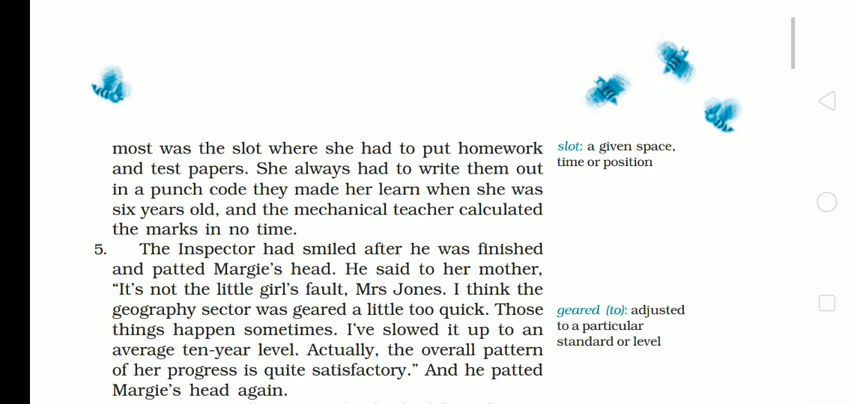 most was the slot where she had to put homework
and test papers. She always had to write them out
in a punch code they made her learn when she was
six years old, and the mechanical teacher calculated
the marks in no time.
slot: a given space,
time or position
5. The Inspector had smiled after he was finished
and patted Margie's head. He said to her mother,
“It's not the little girl's fault, Mrs Jones. I think the
geography sector was geared a little too quick. Those
things happen sometimes. I've slowed it up to an
average ten-year level. Actually, the overall pattern
of her progress is quite satisfactory.” And he patted
Margie's head again.
geared (to): adjusted
to a particular
standard or level